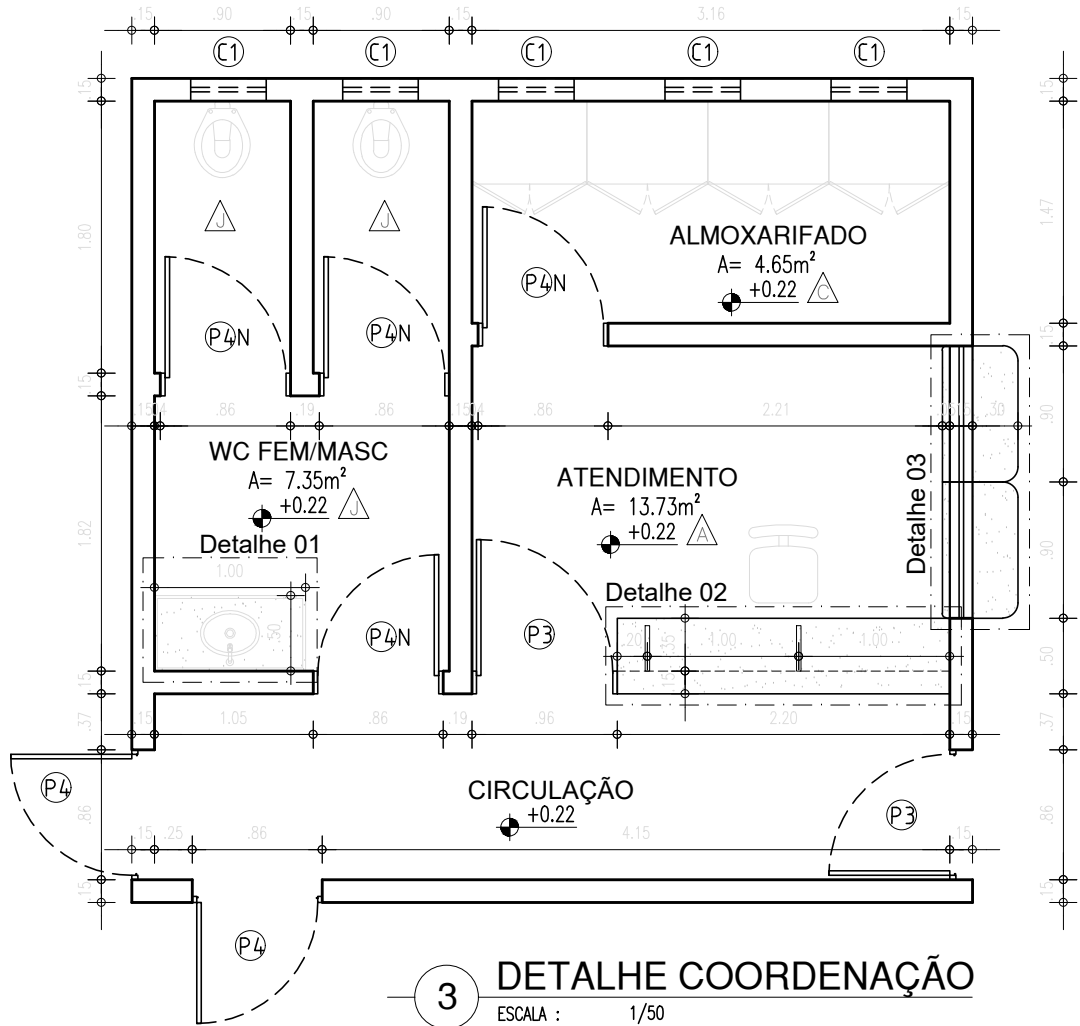 .15 .90 .15 .90 .15 3.16 .15
C1 C1 C1 C1 C1
.15
J J
1.80
1.47
ALMOXARIFADO
A= 4.65m²
+0.22 C
P4N
P4N P4N
.15
.15
.86 .19 .86 .86 2.21
.90
WC FEM/MASC
A= 7.35m²
+0.22 J
ATENDIMENTO
A= 13.73m²
+0.22 A
Detalhe 03
1.82
Detalhe 01
1.00
.50
.90
Detalhe 02
P4N
P3
.20 1.00 1.00
.35
.15
.50
.15
.37
.15 1.05 .86 .19 .96 2.20 .15
.37
P4
CIRCULAÇÃO
+0.22
P3
.86
.86
.15 .25 .86 4.15 .15
.15
.15
P4
3 DETALHE COORDENAÇÃO
ESCALA : 1/50